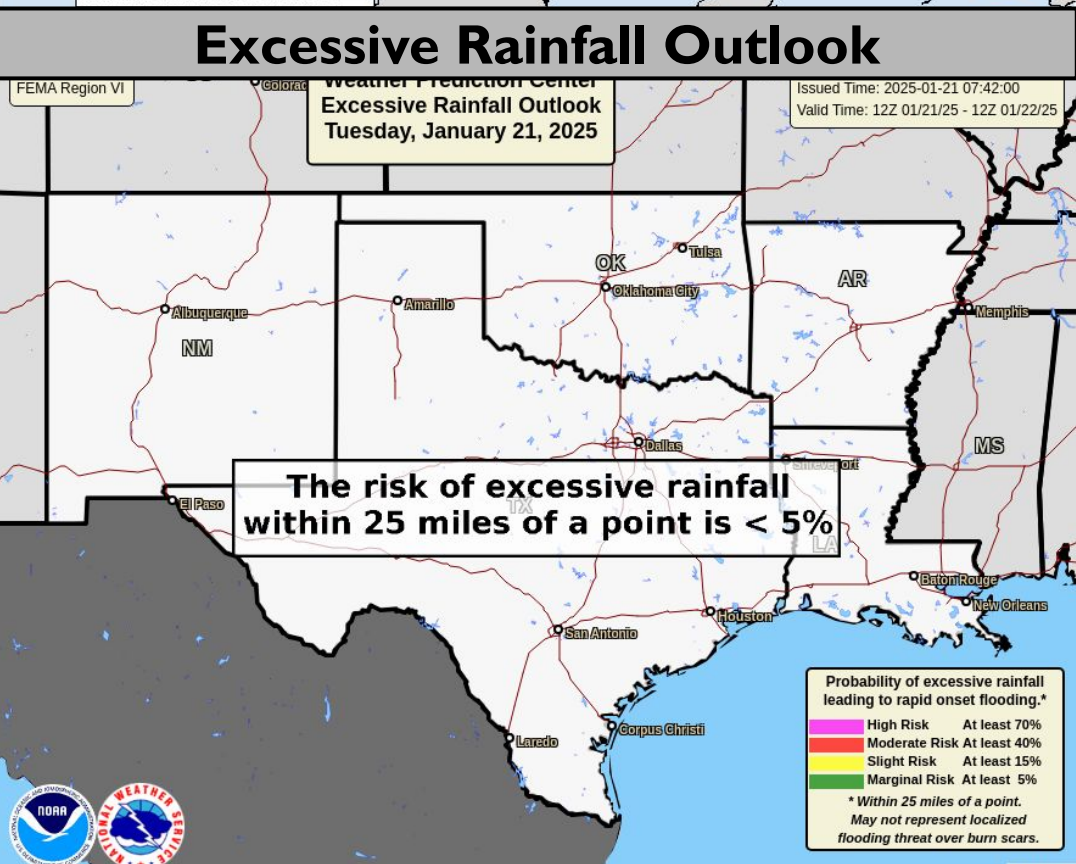 Excessive Rainfall Outlook
FEMA Region VI
Weather Prediction Center
Excessive Rainfall Outlook
Tuesday, January 21, 2025
Issued Time: 2025-01-21 07:42:00
Valid Time: 12Z 01/21/25 - 12Z 01/22/25
Colorad
OK
Tulsa
AR
Oklahoma City
Amarillo
Albuquerque
Memphis
NM
Dallas
MS
Shreveport
The risk of excessive rainfall
within 25 miles of a point is < 5%
El Paso
TX
LA
Baton Rouge
New Orleans
Houston
San Antonio
Corpus Christi
Laredo
Probability of excessive rainfall
leading to rapid onset flooding.*
High Risk At least 70%
Moderate Risk At least 40%
Slight Risk At least 15%
Marginal Risk At least 5%
* Within 25 miles of a point.
May not represent localized
flooding threat over burn scars.
NOAA
NATIONAL WEATHER SERVICE